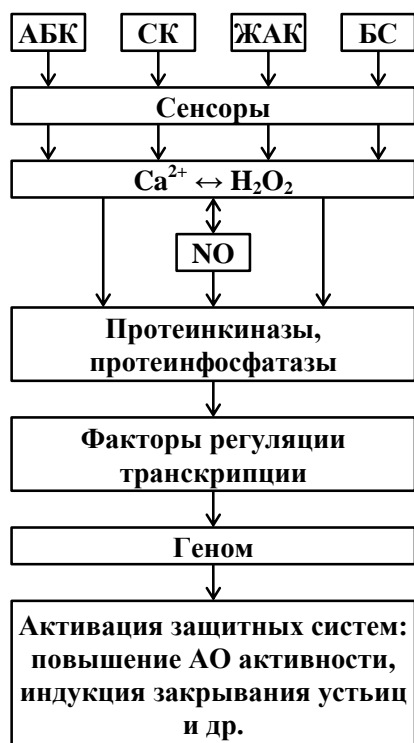 АБК СК ЖАК БС
Сенсоры
Ca²⁺ ↔ H₂O₂
NO
Протеинкиназы,
протеинфосфатазы
Факторы регуляции
транскрипции
Геном
Активация защитных систем:
повышение АО активности,
индукция закрывания устьиц
и др.